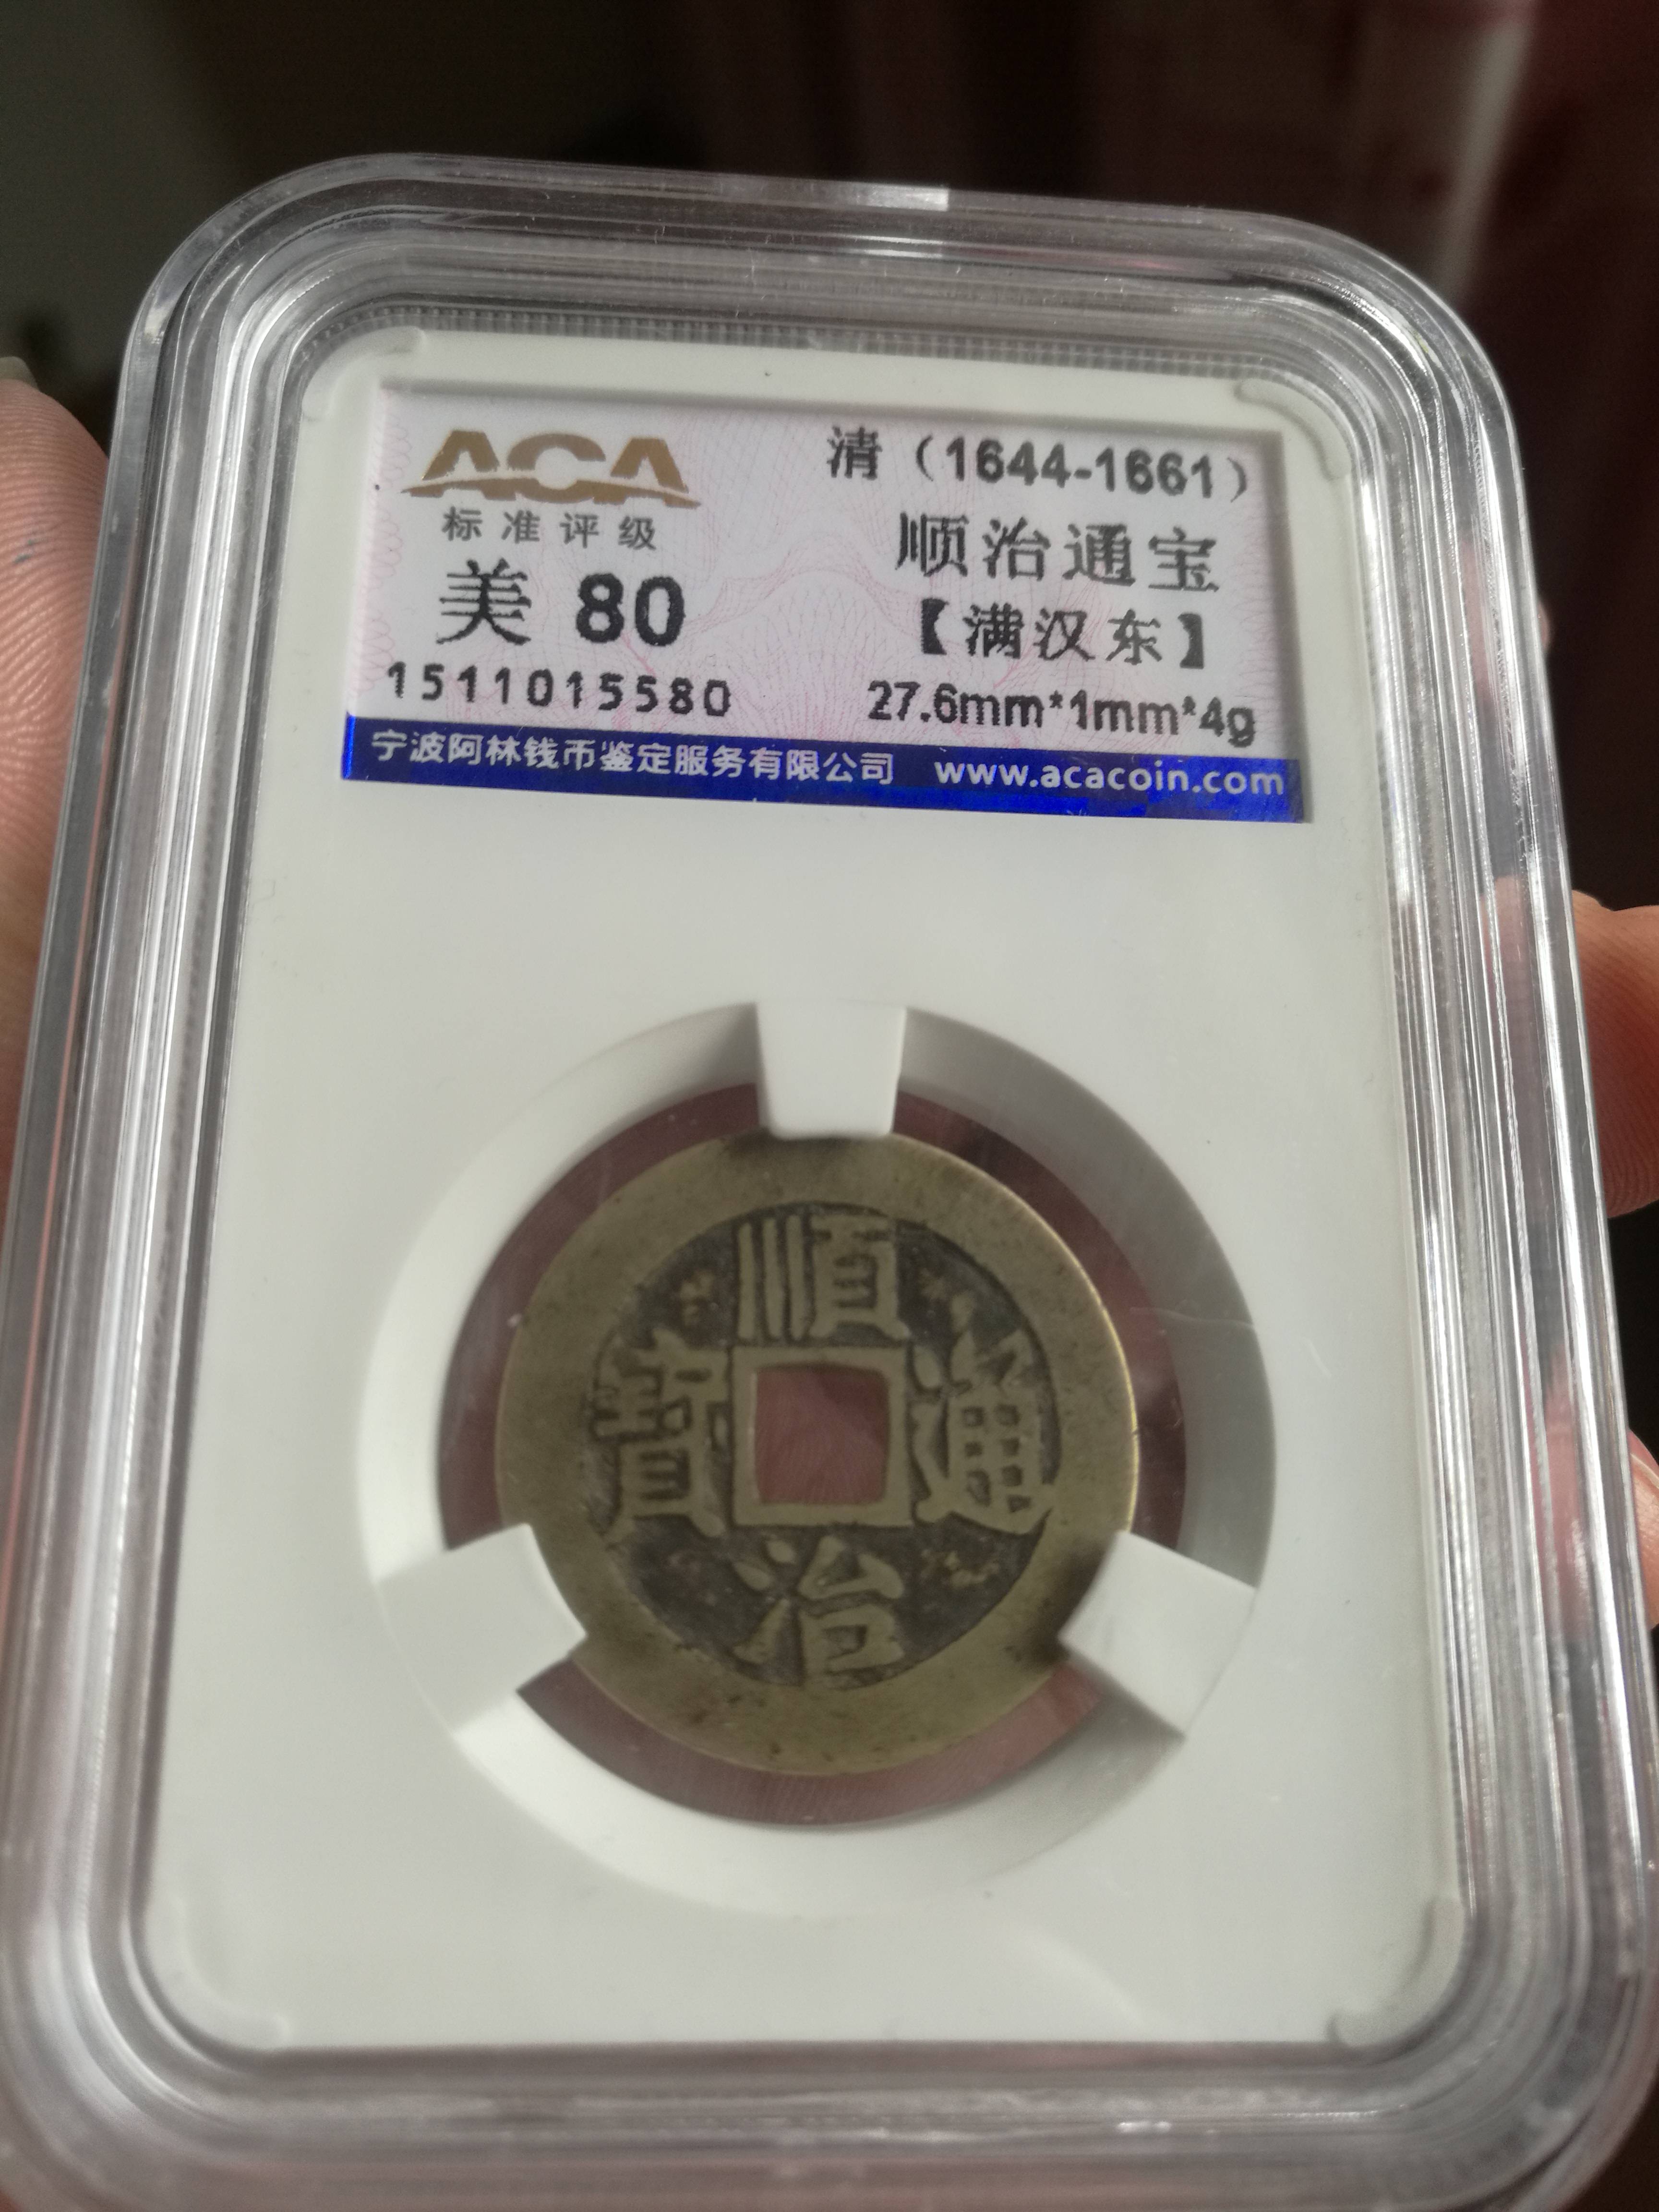 ACA
标准评级
美 80
1511015580
清（1644-1661）
顺治通宝
【满汉东】
27.6mm*1mm*4g
宁波阿林钱币鉴定服务有限公司 www.acacoin.com
順
寶 通
治